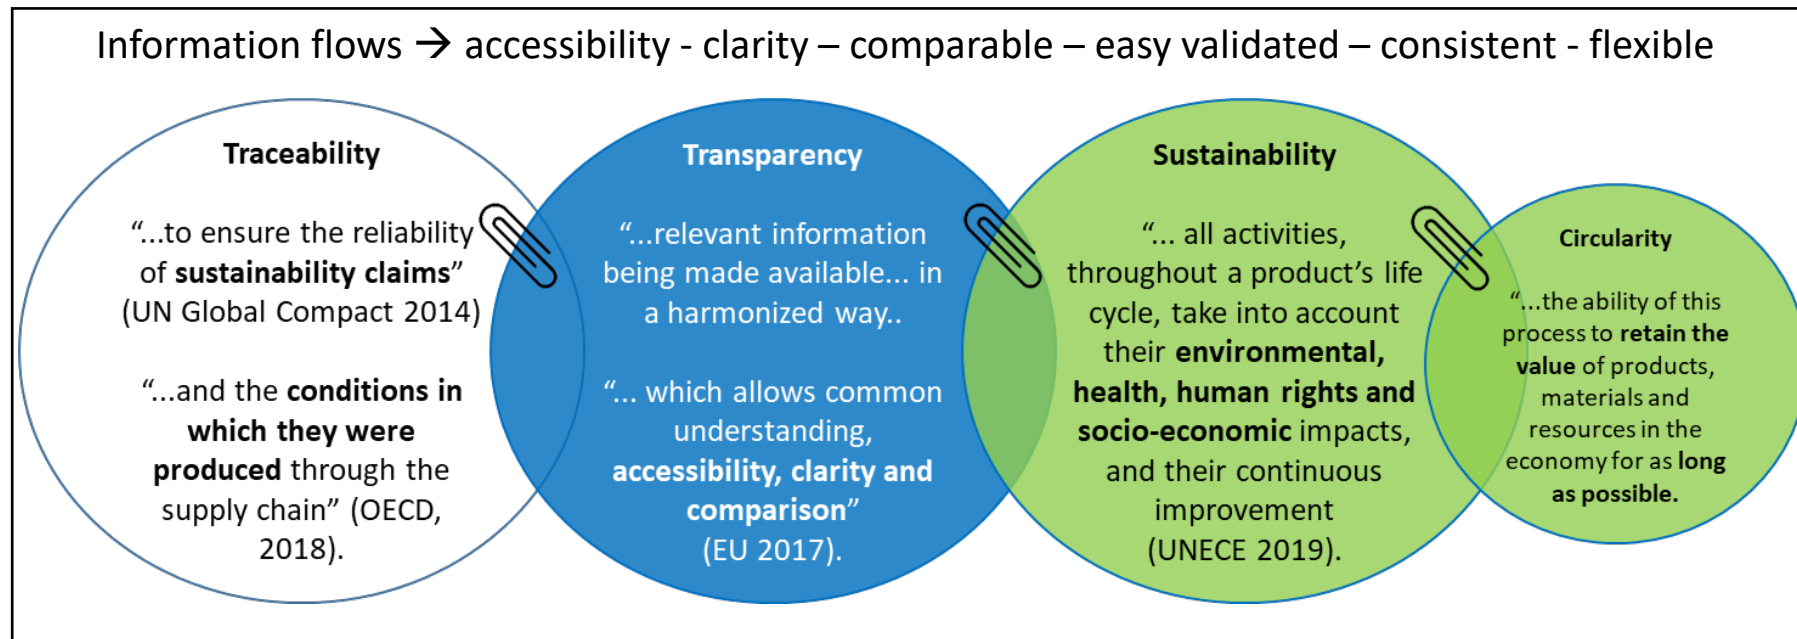 Information flows → accessibility - clarity – comparable – easy validated – consistent - flexible
Traceability
“...to ensure the reliability
of sustainability claims”
(UN Global Compact 2014)
“...and the conditions in
which they were
produced through the
supply chain” (OECD,
2018).
Transparency
“...relevant information
being made available... in
a harmonized way..
“... which allows common
understanding,
accessibility, clarity and
comparison”
(EU 2017).
Sustainability
“... all activities,
throughout a product’s life
cycle, take into account
their environmental,
health, human rights and
socio-economic impacts,
and their continuous
improvement
(UNECE 2019).
Circularity
“...the ability of this
process to retain the
value of products,
materials and
resources in the
economy for as long
as possible.